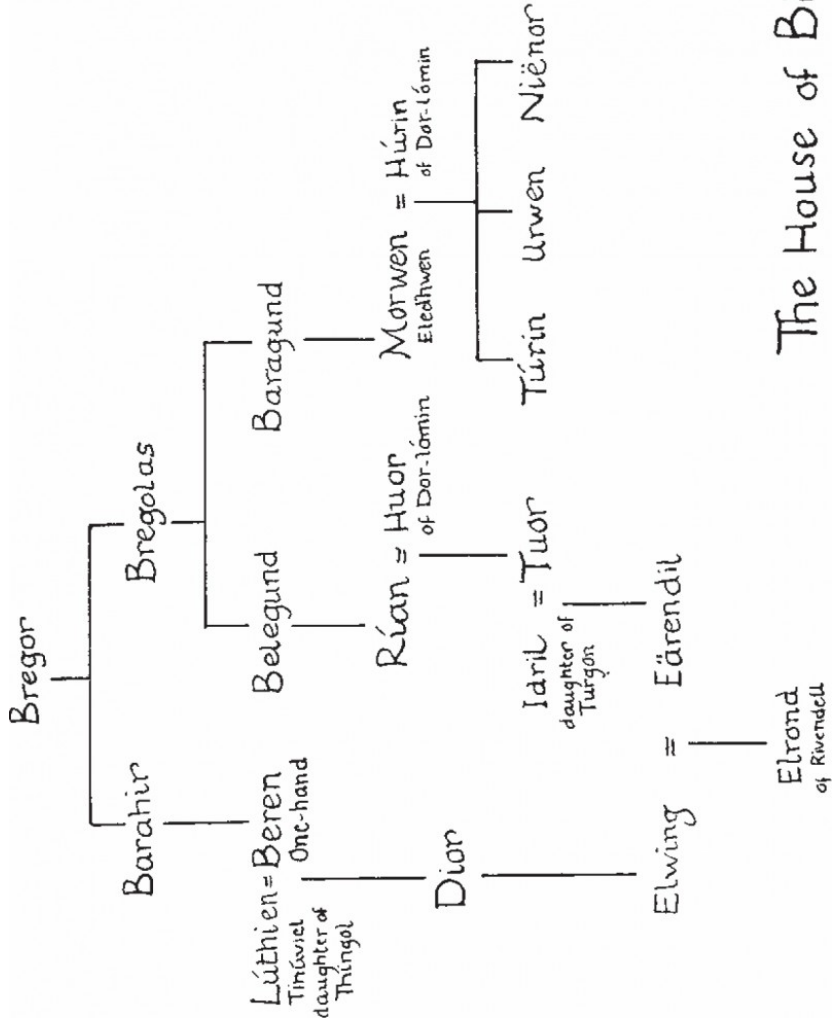 Bregor
Barahir Bregolas
Belegund Baragund
Lúthien = Beren
Tinúviel One-hand
daughter of
Thingol
Rían = Huor
of Dor-lómin
Morwen = Húrin
Eledhwen of Dor-lómin
Dior
Idril = Tuor
daughter of
Turgon
Túrin Urwen Niënor
Elwing = Eärendil
Elrond
of Rivendell
The House of